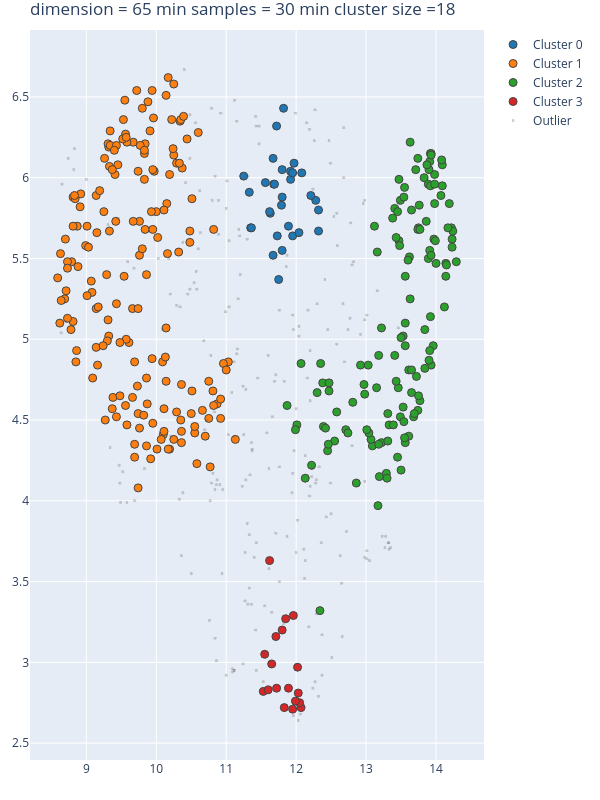 dimension = 65 min samples = 30 min cluster size =18
Cluster 0
Cluster 1
Cluster 2
Cluster 3
Outlier
6.5
6
5.5
5
4.5
4
3.5
3
2.5
9 10 11 12 13 14